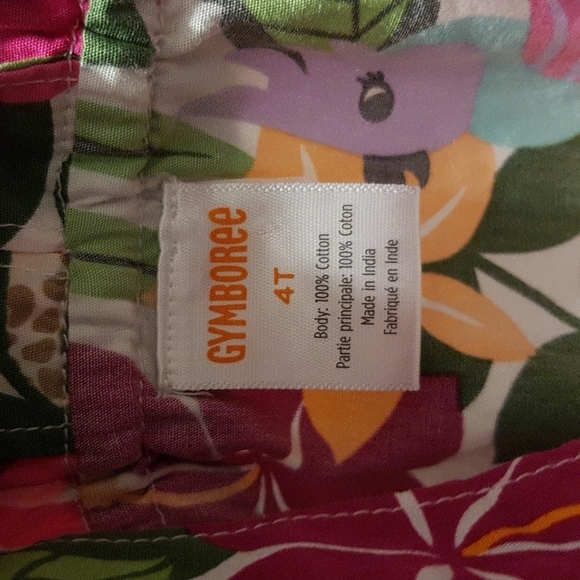 GYMBOREE
4T
Body: 100% Cotton
Partie principale: 100% Coton
Made in India
Fabriqué en Inde